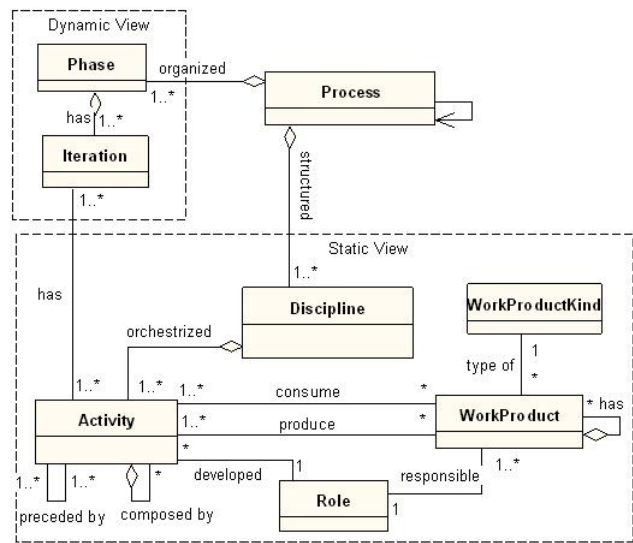 Dynamic View
Phase
organized
1..*
Process
has
1..*
Iteration
1..*
structured
1..*
Static View
has
Discipline
WorkProductKind
orchestrized
1
type of
*
1..*
1..*
1..*
consume
*
* has
Activity
1..*
produce
*
WorkProduct
*
developed
1
responsible
1..*
1..*
1..*
*
Role
1
preceded by
composed by